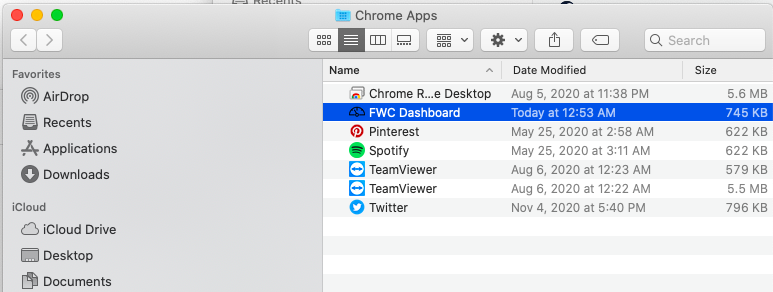 Recents
Chrome Apps
Search
Favorites
AirDrop
Recents
Applications
Downloads
iCloud
iCloud Drive
Desktop
Documents
Name Date Modified Size
Chrome R...e Desktop Aug 5, 2020 at 11:38 PM 5.6 MB
FWC Dashboard Today at 12:53 AM 745 KB
Pinterest May 25, 2020 at 2:58 AM 622 KB
Spotify May 25, 2020 at 3:11 AM 622 KB
TeamViewer Aug 6, 2020 at 12:23 AM 579 KB
TeamViewer Aug 6, 2020 at 12:22 AM 5.5 MB
Twitter Nov 4, 2020 at 5:40 PM 796 KB